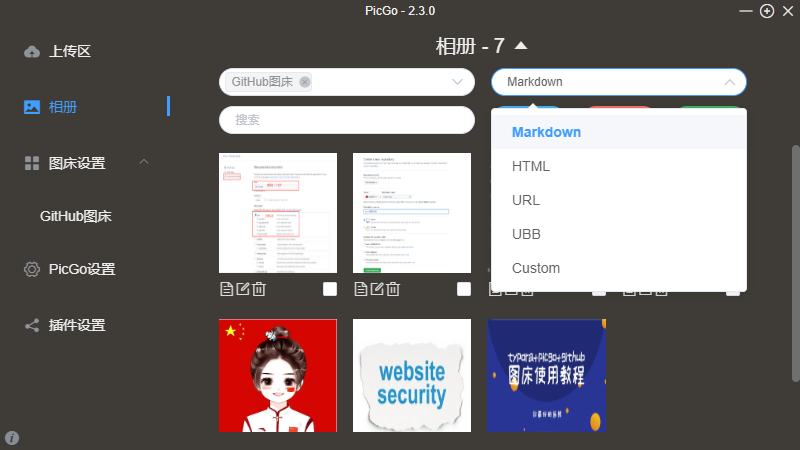 PicGo - 2.3.0
上传区
相册
图床设置
GitHub图床
PicGo设置
插件设置
相册 - 7
GitHub图床
Markdown
搜索
Markdown
HTML
URL
UBB
Custom
website
security
typara+picgo+github
图床使用教程